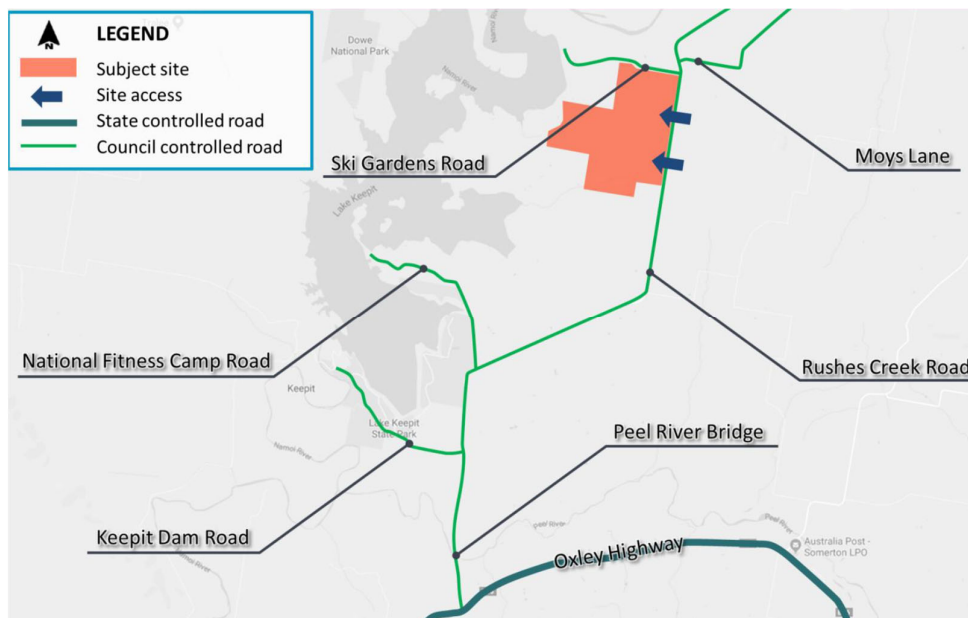 LEGEND
N
Subject site
Site access
State controlled road
Council controlled road
Dowe
National Park
Namoi River
Ski Gardens Road
Moys Lane
Lake Keepit
National Fitness Camp Road
Rushes Creek Road
Keepit
Lake Keepit
State Park
Namoi River
Peel River Bridge
Keepit Dam Road
Peel River
Peel River
Australia Post -
Somerton LPO
Oxley Highway
Namoi River